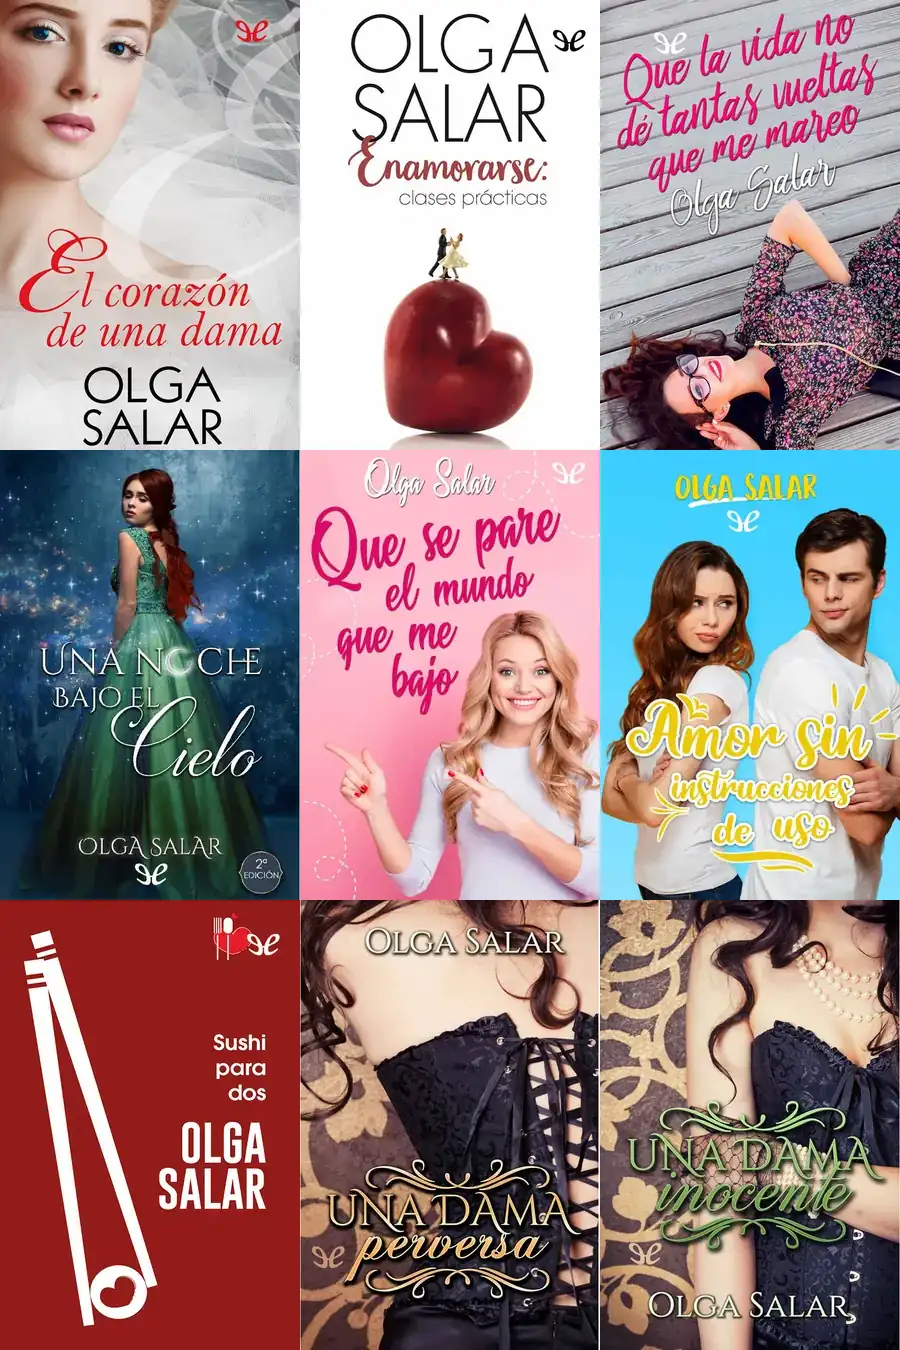 El corazón
de una dama
OLGA
SALAR
OLGA
SALAR
Enamorarse:
clases prácticas
Que la vida no
dé tantas vueltas
que me mareo
Olga Salar
UNA NOCHE
BAJO EL
Cielo
OLGA SALAR
2ª
EDICIÓN
Olga Salar
Que se pare
el mundo
que me
bajo
OLGA SALAR
Amor sin
instrucciones
de uso
Sushi
para
dos
OLGA
SALAR
OLGA SALAR
UNA DAMA
perversa
UNA DAMA
inocente
OLGA SALAR